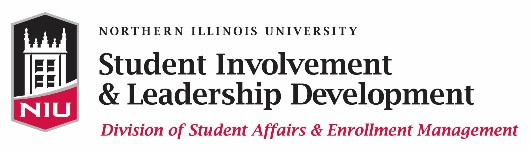 NORTHERN ILLINOIS UNIVERSITY
Student Involvement
& Leadership Development
Division of Student Affairs & Enrollment Management
NIU